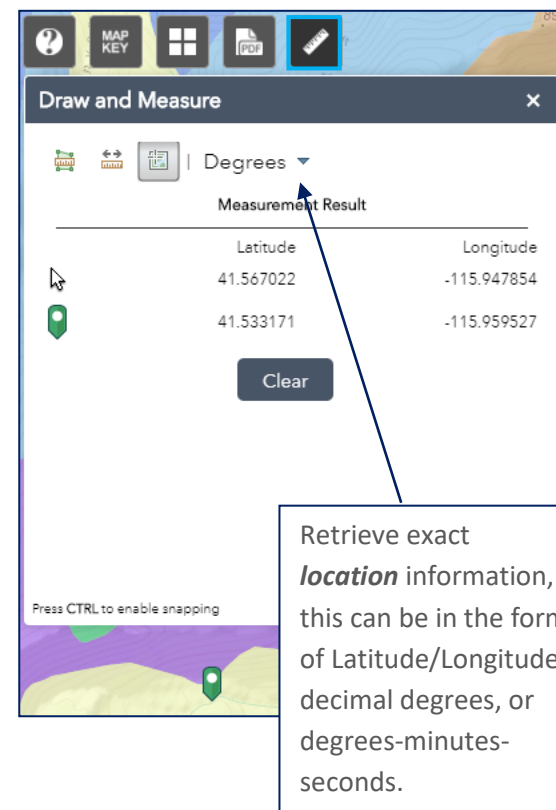 MAP
KEY
PDF
Draw and Measure ×
| Degrees
Measurement Result
Latitude Longitude
41.567022 -115.947854
41.533171 -115.959527
Clear
Press CTRL to enable snapping
Retrieve exact
location information,
this can be in the form
of Latitude/Longitude
decimal degrees, or
degrees-minutes-
seconds.